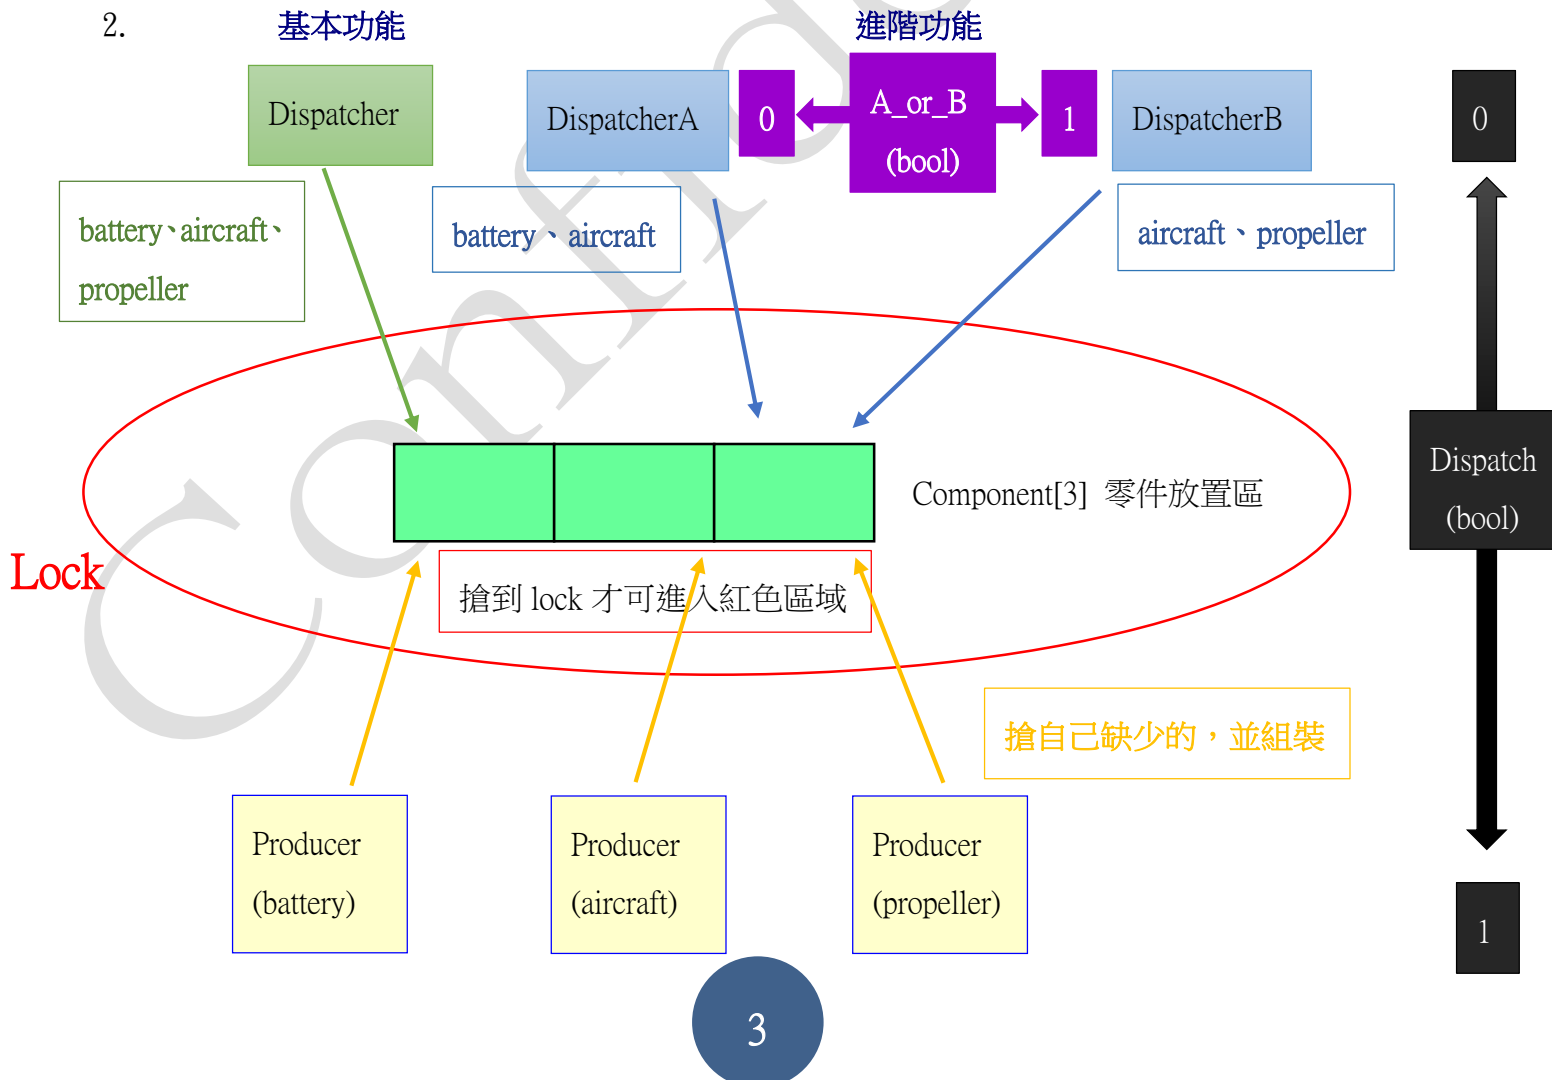 2.
基本功能
進階功能
Dispatcher
DispatcherA
0
A_or_B
(bool)
1
DispatcherB
0
battery、aircraft、
propeller
battery、aircraft
aircraft、propeller
Dispatch
(bool)
Component[3] 零件放置區
Lock
搶到 lock 才可進入紅色區域
搶自己缺少的，並組裝
Producer
(battery)
Producer
(aircraft)
Producer
(propeller)
1
3
Confid